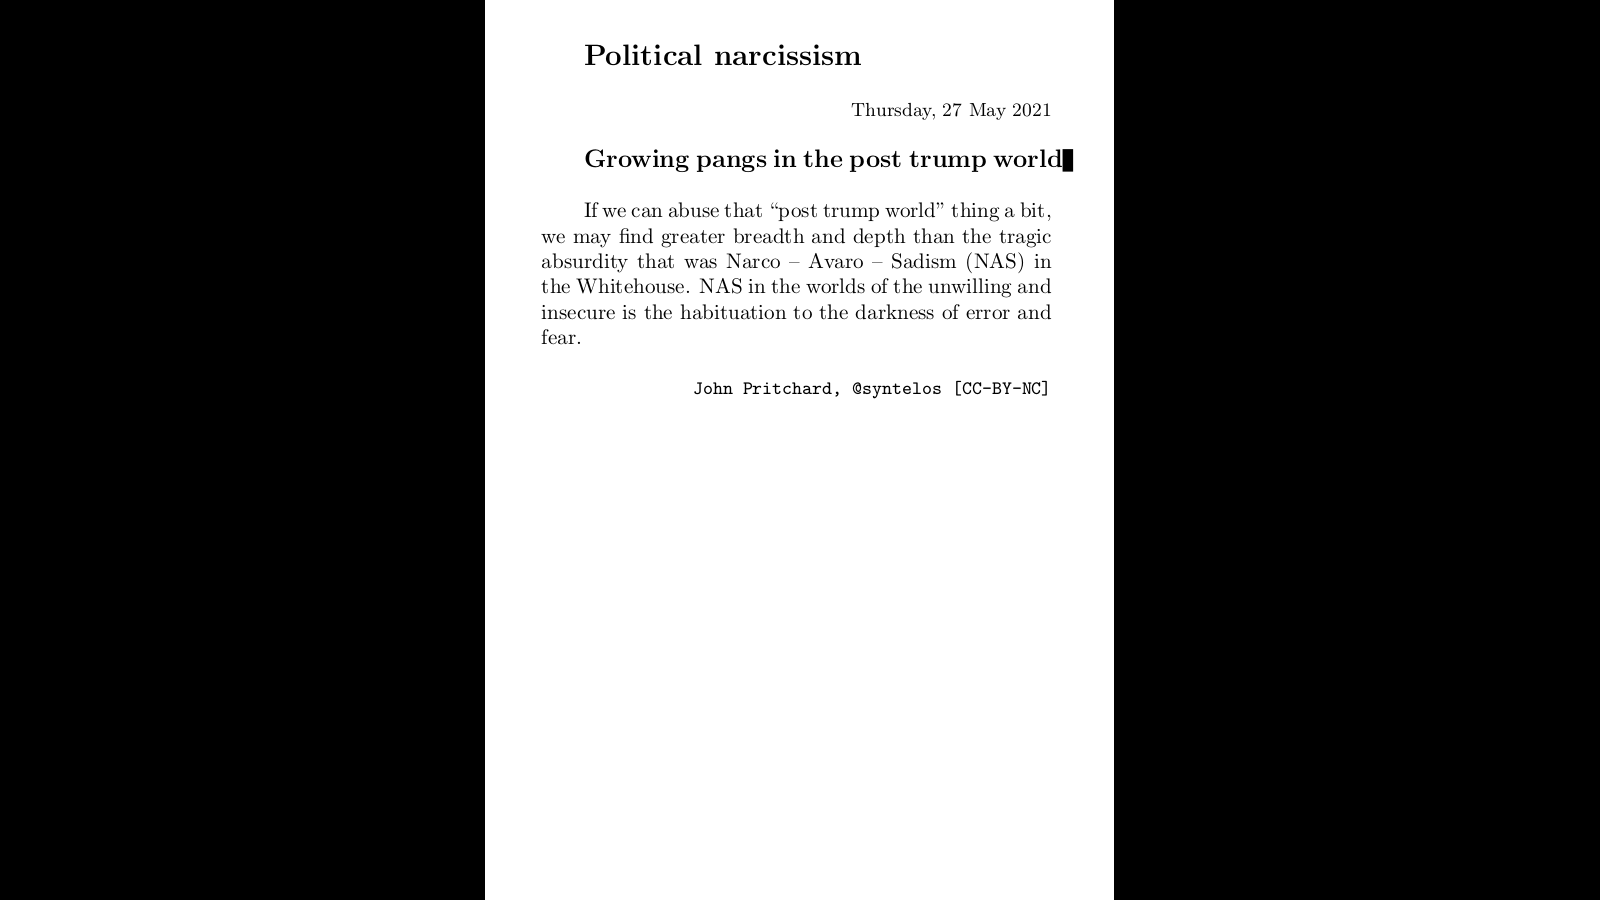 Political narcissism
Thursday, 27 May 2021
Growing pangs in the post trump world
If we can abuse that “post trump world” thing a bit,
we may find greater breadth and depth than the tragic
absurdity that was Narco – Avaro – Sadism (NAS) in
the Whitehouse. NAS in the worlds of the unwilling and
insecure is the habituation to the darkness of error and
fear.
John Pritchard, @syntelos [CC-BY-NC]